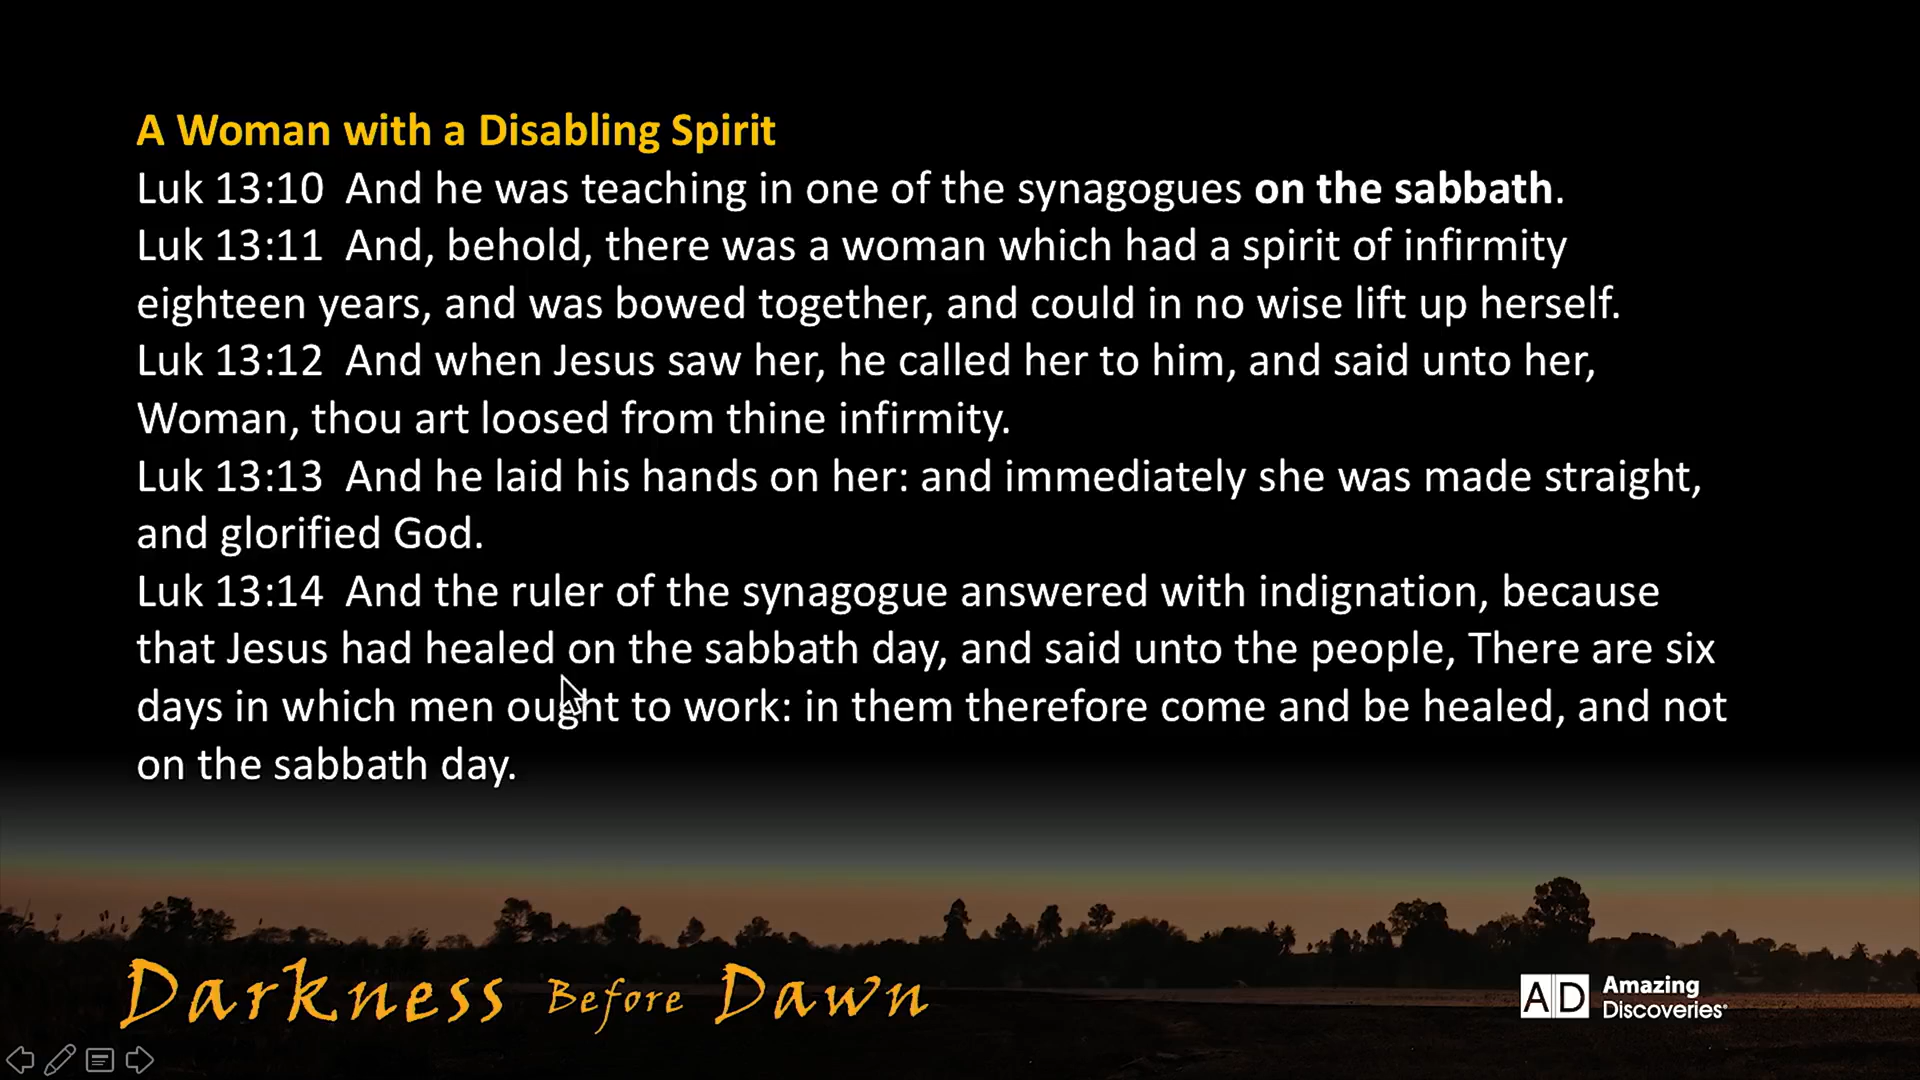 A Woman with a Disabling Spirit
Luk 13:10  And he was teaching in one of the synagogues on the sabbath.
Luk 13:11  And, behold, there was a woman which had a spirit of infirmity
eighteen years, and was bowed together, and could in no wise lift up herself.
Luk 13:12  And when Jesus saw her, he called her to him, and said unto her,
Woman, thou art loosed from thine infirmity.
Luk 13:13  And he laid his hands on her: and immediately she was made straight,
and glorified God.
Luk 13:14  And the ruler of the synagogue answered with indignation, because
that Jesus had healed on the sabbath day, and said unto the people, There are six
days in which men ought to work: in them therefore come and be healed, and not
on the sabbath day.
Darkness Before Dawn
AD Amazing
Discoveries